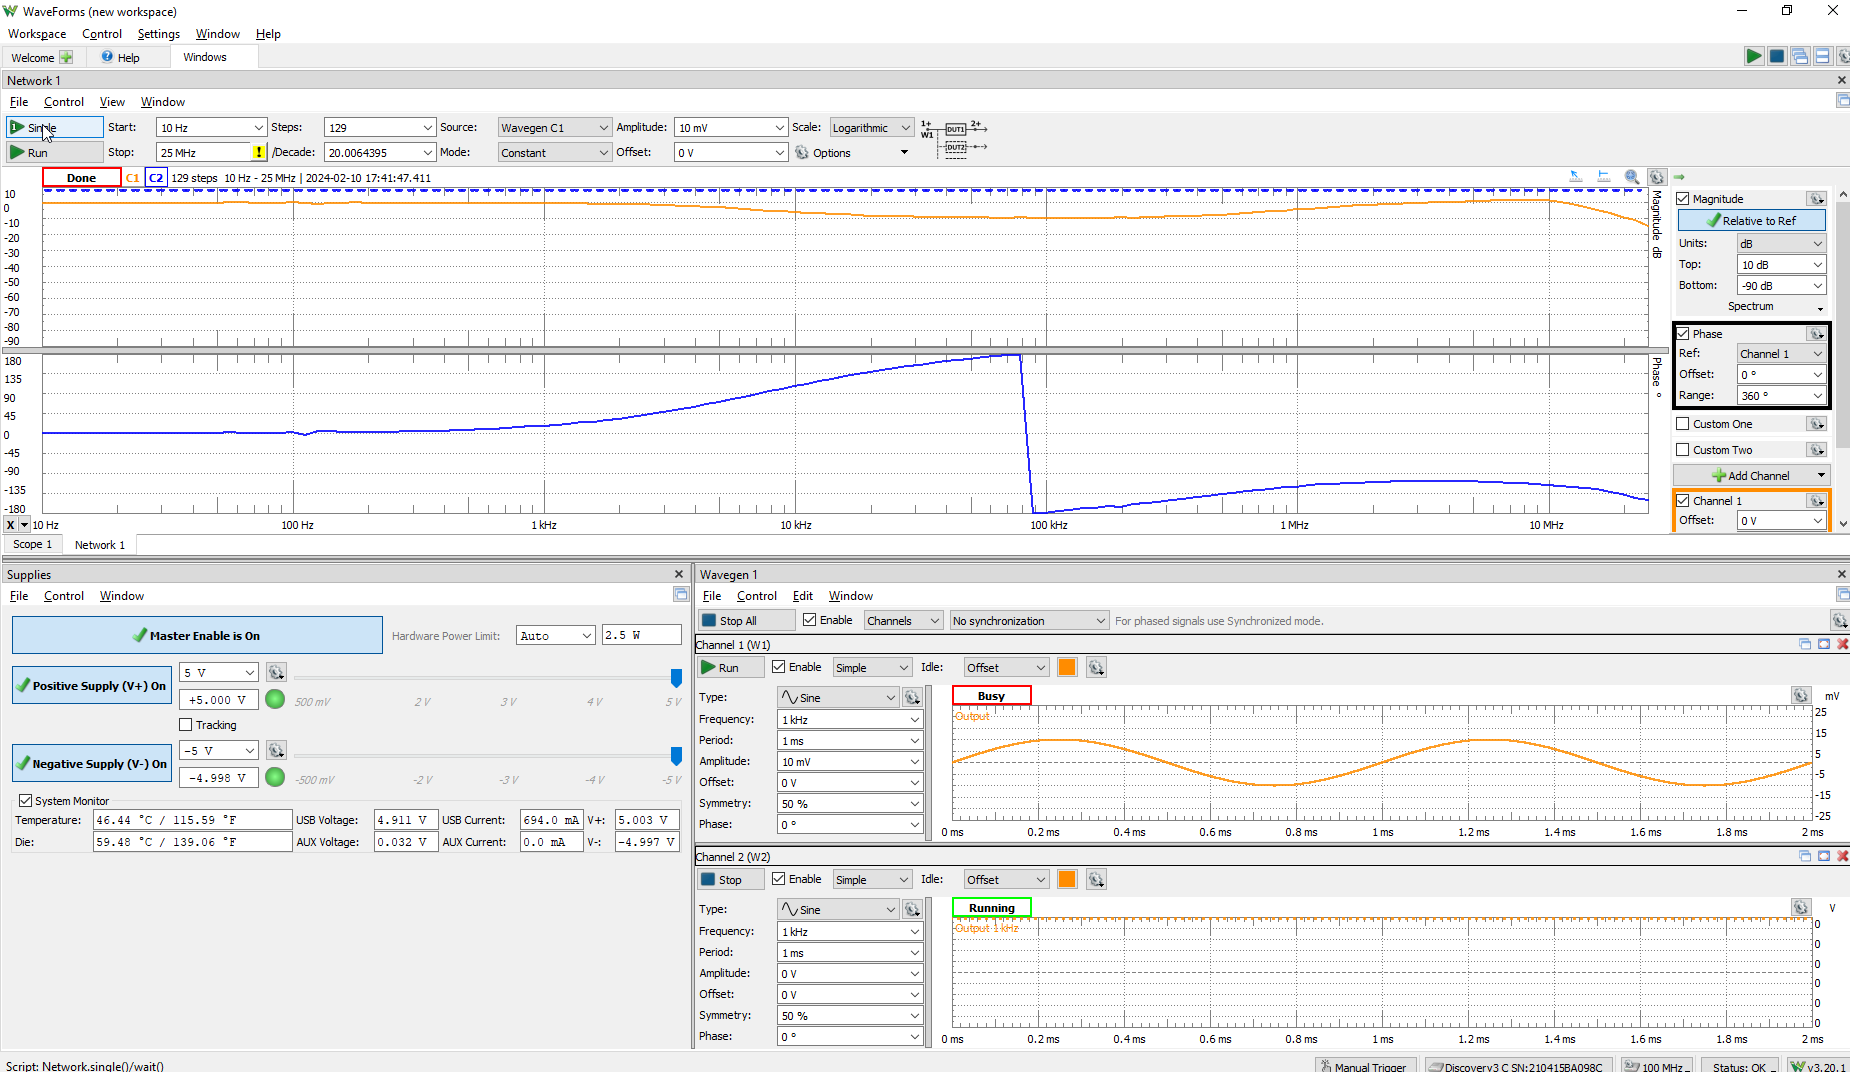 WaveForms (new workspace)
Workspace Control Settings Window Help
Welcome Help Windows
Network 1
File Control View Window
Single Start: 10 Hz Steps: 129 Source: Wavegen C1 Amplitude: 10 mV Scale: Logarithmic 1+ W1 DUT1 2+
Run Stop: 25 MHz ! /Decade: 20.0064395 Mode: Constant Offset: 0 V Options DUT2
Done C1 C2 129 steps 10 Hz - 25 MHz | 2024-02-10 17:41:47.411
10
0
-10
-20
-30
-40
-50
-60
-70
-80
-90
Magnitude dB
180
135
90
45
0
-45
-90
-135
-180
Phase °
X 10 Hz 100 Hz 1 kHz 10 kHz 100 kHz 1 MHz 10 MHz
Magnitude
Relative to Ref
Units: dB
Top: 10 dB
Bottom: -90 dB
Spectrum
Phase
Ref: Channel 1
Offset: 0 °
Range: 360 °
Custom One
Custom Two
Add Channel
Channel 1
Offset: 0 V
Scope 1 Network 1
Supplies
File Control Window
Master Enable is On Hardware Power Limit: Auto 2.5 W
Positive Supply (V+) On 5 V
+5.000 V 500 mV 2 V 3 V 4 V 5 V
Tracking
Negative Supply (V-) On -5 V
-4.998 V -500 mV -2 V -3 V -4 V -5 V
System Monitor
Temperature: 46.44 °C / 115.59 °F USB Voltage: 4.911 V USB Current: 694.0 mA V+: 5.003 V
Die: 59.48 °C / 139.06 °F AUX Voltage: 0.032 V AUX Current: 0.0 mA V-: -4.997 V
Wavegen 1
File Control Edit Window
Stop All Enable Channels No synchronization For phased signals use Synchronized mode.
Channel 1 (W1)
Run Enable Simple Idle: Offset
Type: Sine
Frequency: 1 kHz
Period: 1 ms
Amplitude: 10 mV
Offset: 0 V
Symmetry: 50 %
Phase: 0 °
Busy mV
Output
25
15
5
-5
-15
-25
0 ms 0.2 ms 0.4 ms 0.6 ms 0.8 ms 1 ms 1.2 ms 1.4 ms 1.6 ms 1.8 ms 2 ms
Channel 2 (W2)
Stop Enable Simple Idle: Offset
Type: Sine
Frequency: 1 kHz
Period: 1 ms
Amplitude: 0 V
Offset: 0 V
Symmetry: 50 %
Phase: 0 °
Running V
Output 1 kHz
0
0
0
0
0
0
0 ms 0.2 ms 0.4 ms 0.6 ms 0.8 ms 1 ms 1.2 ms 1.4 ms 1.6 ms 1.8 ms 2 ms
Script: Network.single()/wait() Manual Trigger Discovery3 C SN:210415BA098C 100 MHz Status: OK v3.20.1